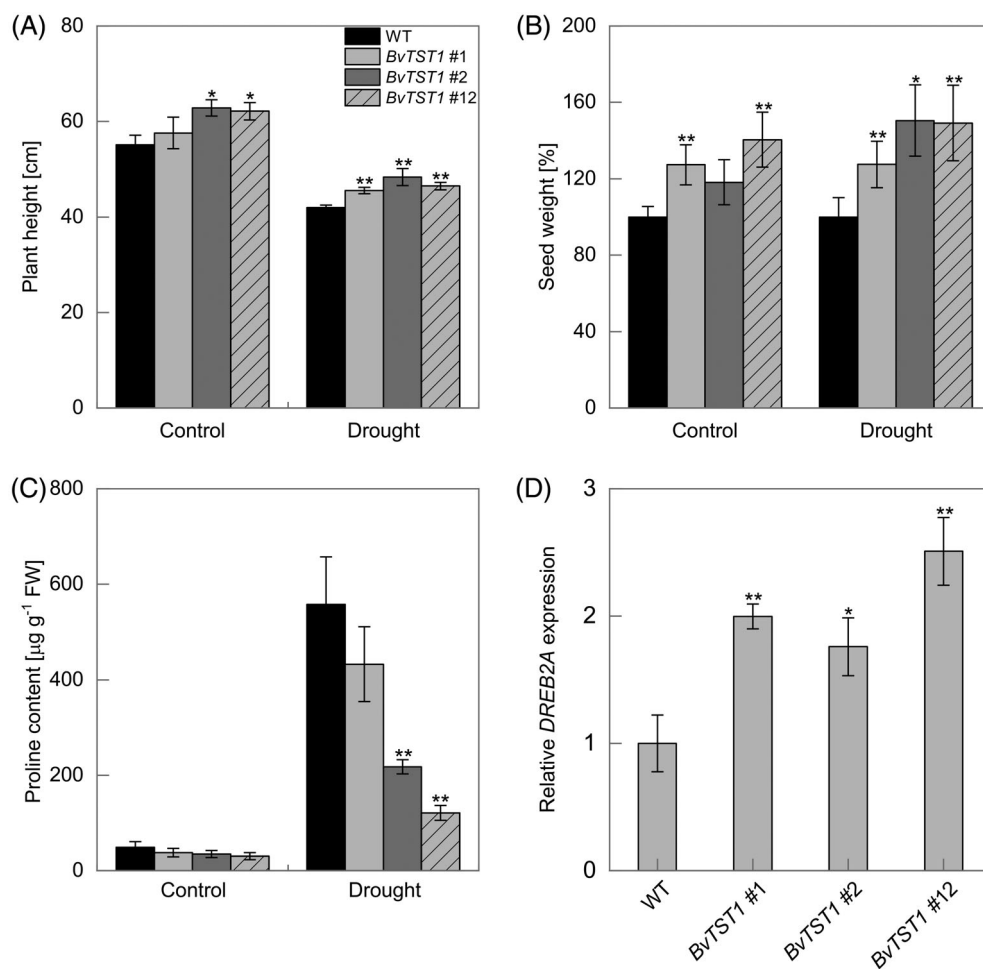 (A)
80
60
40
20
0
Plant height [cm]
WT
BvTST1 #1
BvTST1 #2
BvTST1 #12
* *
** ** **
Control Drought
(B)
200
160
120
80
40
0
Seed weight [%]
** **
** * **
Control Drought
(C)
800
600
400
200
0
Proline content [µg g-1 FW]
** **
Control Drought
(D)
3
2
1
0
Relative DREB2A expression
** * **
WT
BvTST1 #1
BvTST1 #2
BvTST1 #12